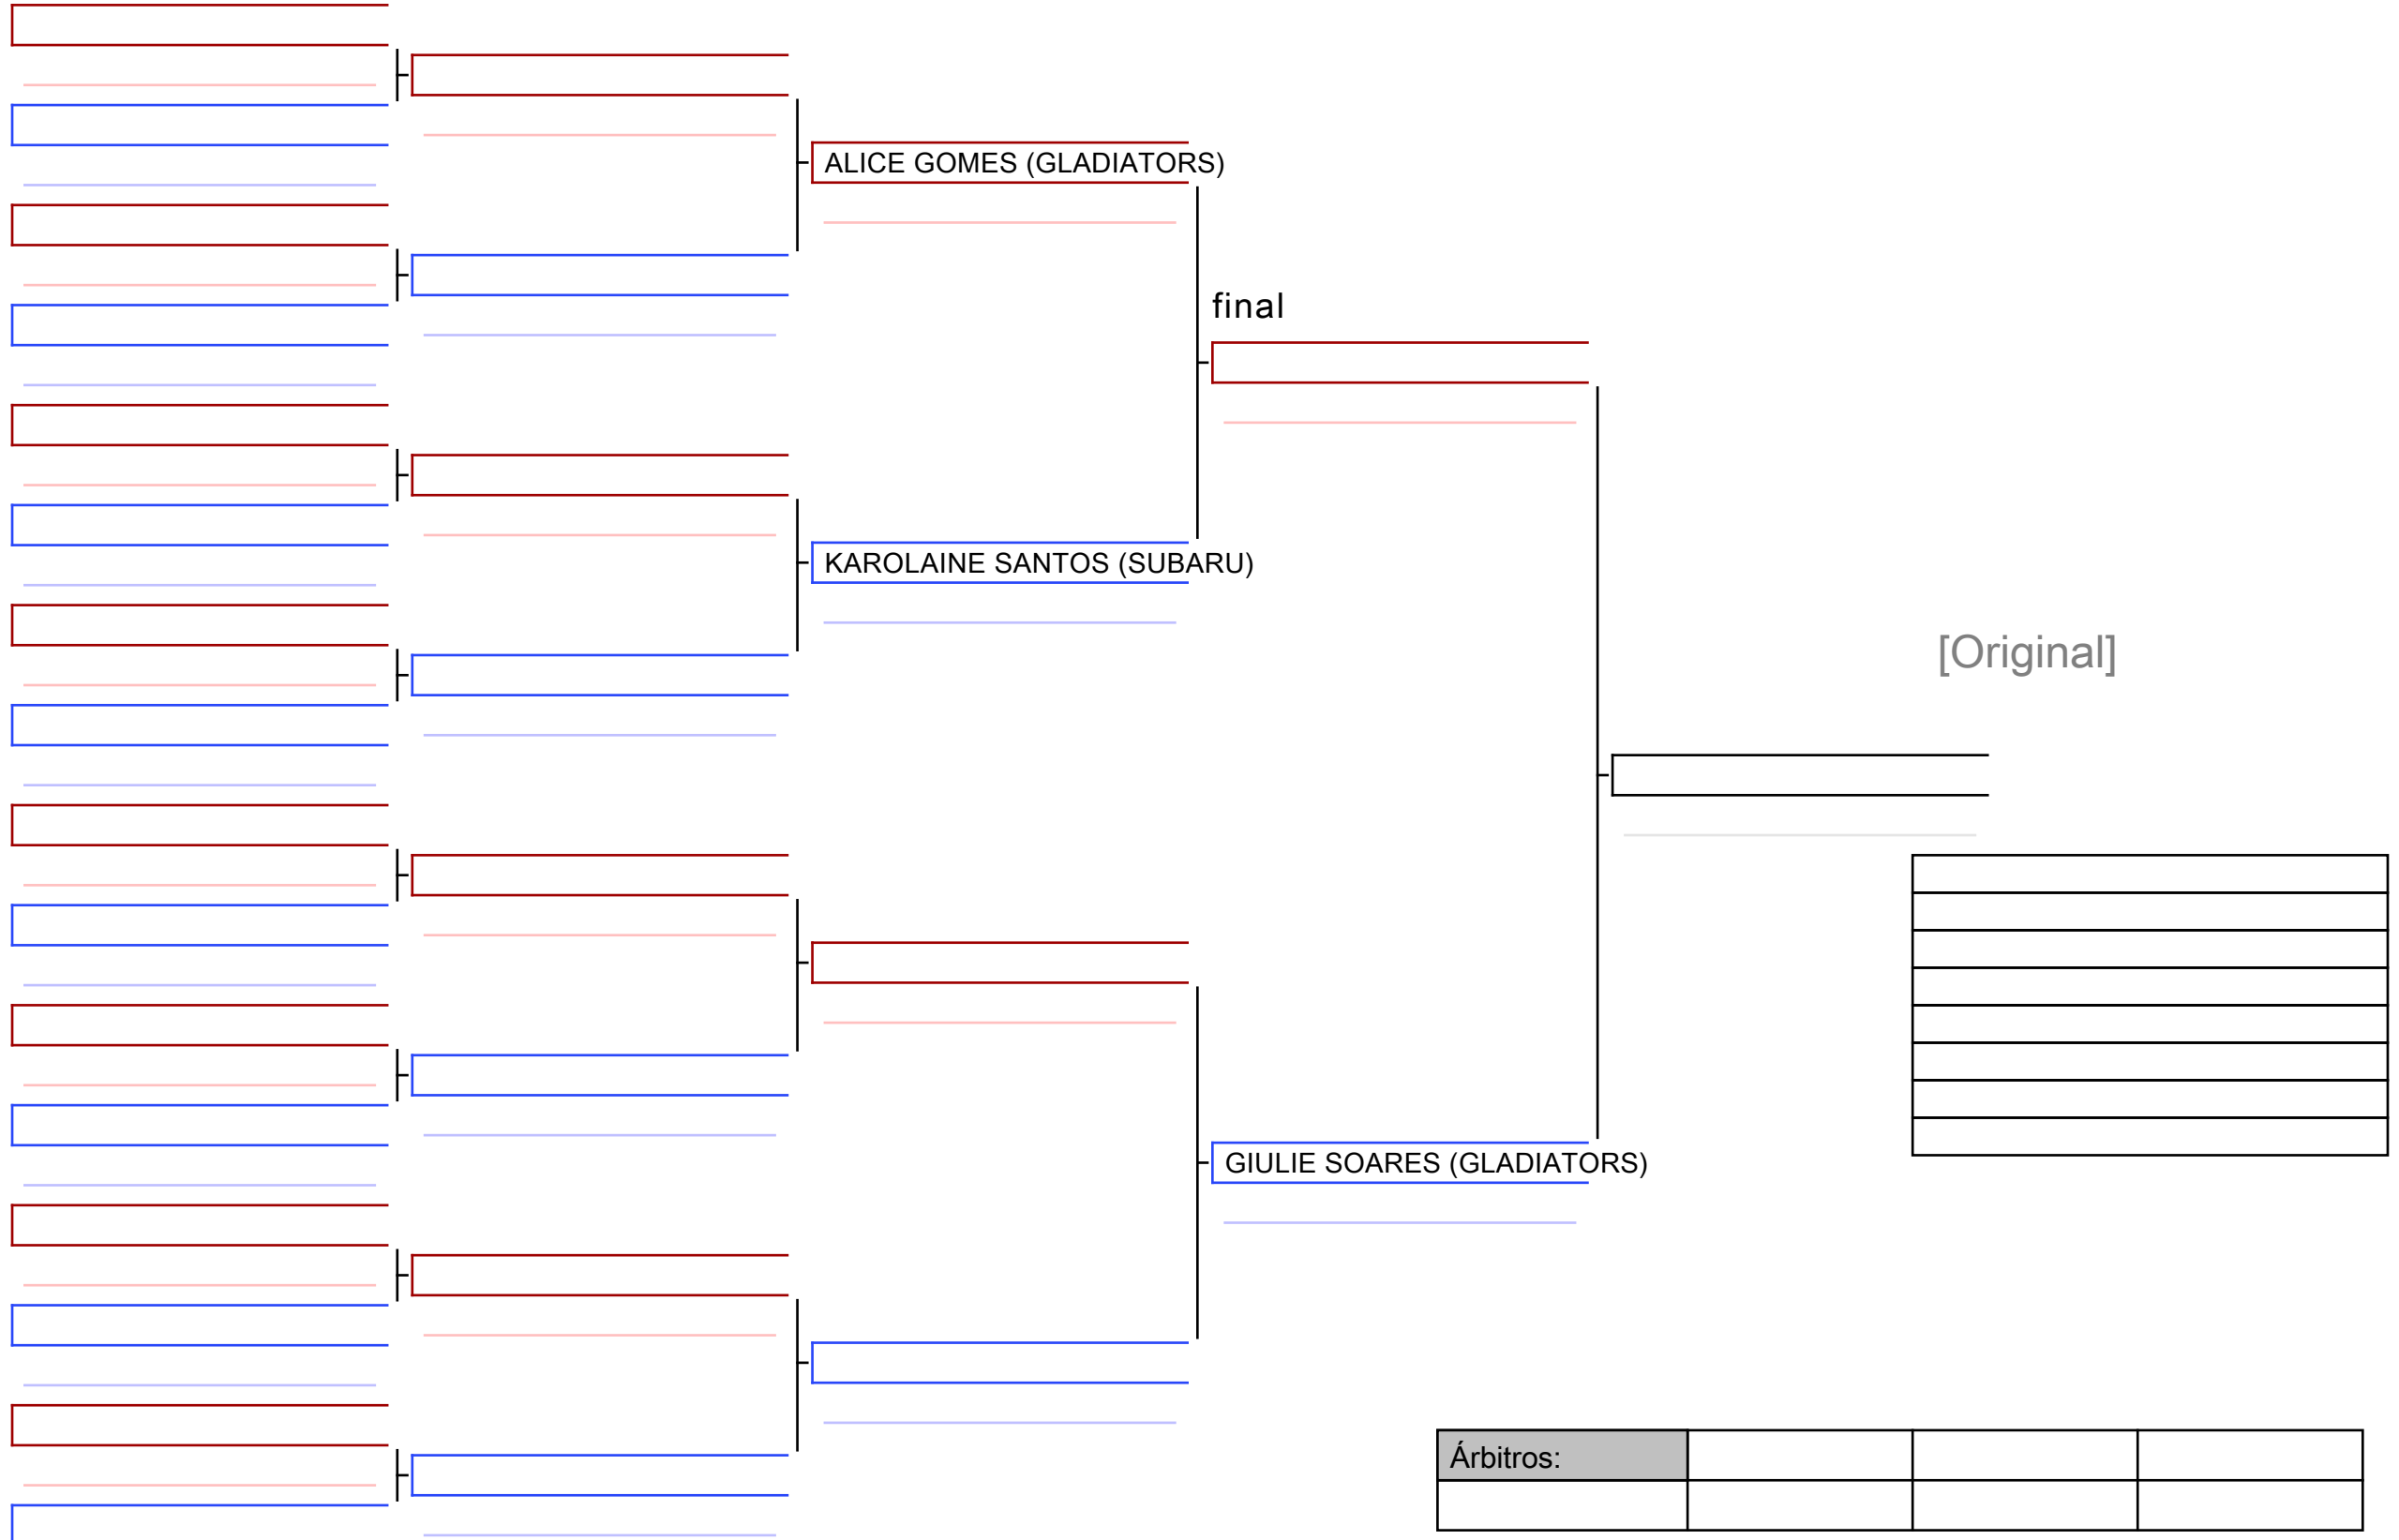 ALICE GOMES (GLADIATORS)
final
KAROLAINE SANTOS (SUBARU)
[Original]
GIULIE SOARES (GLADIATORS)
Árbitros: